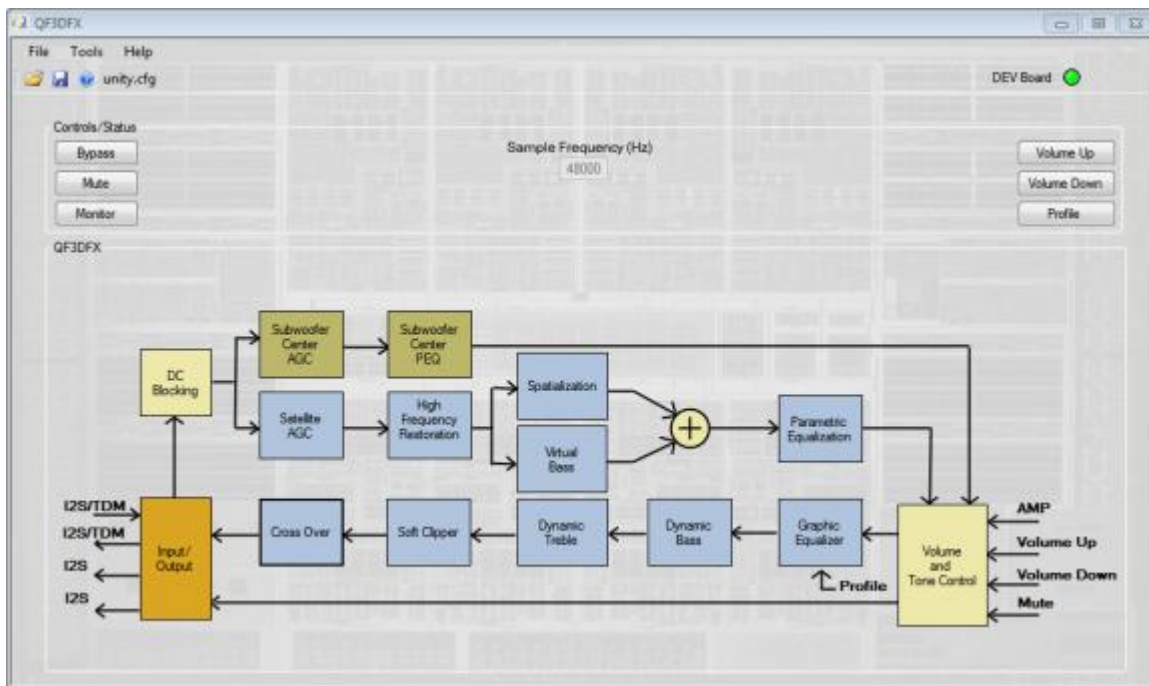 QF3DFX
File Tools Help
unity.cfg
DEV Board
Controls/Status
Bypass
Mute
Monitor
Sample Frequency (Hz)
48000
Volume Up
Volume Down
Profile
QF3DFX
DC
Blocking
Subwoofer
Center
AGC
Subwoofer
Center
PEQ
Satellite
AGC
High
Frequency
Restoration
Spatialization
Virtual
Bass
+
Parametric
Equalization
I2S/TDM
I2S/TDM
I2S
I2S
Input/
Output
Cross Over
Soft Clipper
Dynamic
Treble
Dynamic
Bass
Graphic
Equalizer
Profile
Volume
and
Tone Control
AMP
Volume Up
Volume Down
Mute